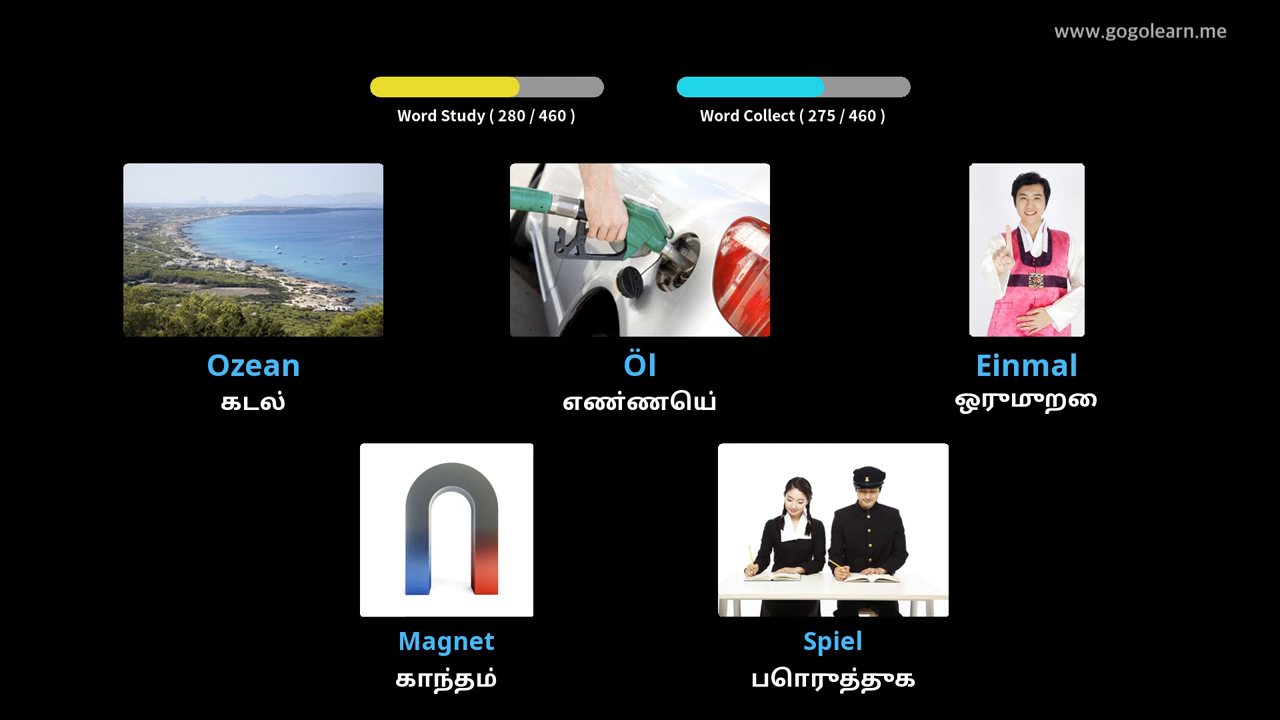 www.gogolearn.me
Word Study ( 280 / 460 )
Word Collect ( 275 / 460 )
Ozean
Öl
Einmal
கடல்
எண்ணெய்
ஒருமுறை
Magnet
Spiel
காந்தம்
பொருத்துக